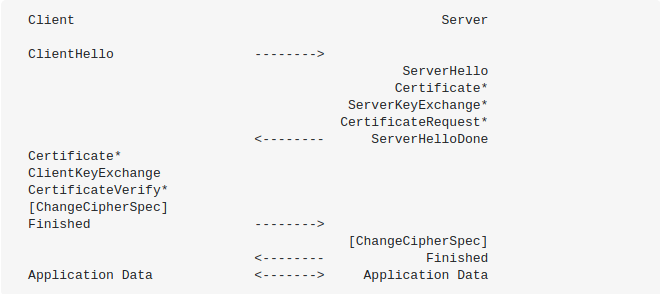 Client Server
ClientHello -------->
ServerHello
Certificate*
ServerKeyExchange*
CertificateRequest*
<-------- ServerHelloDone
Certificate*
ClientKeyExchange
CertificateVerify*
[ChangeCipherSpec]
Finished -------->
[ChangeCipherSpec]
<-------- Finished
Application Data <-------> Application Data